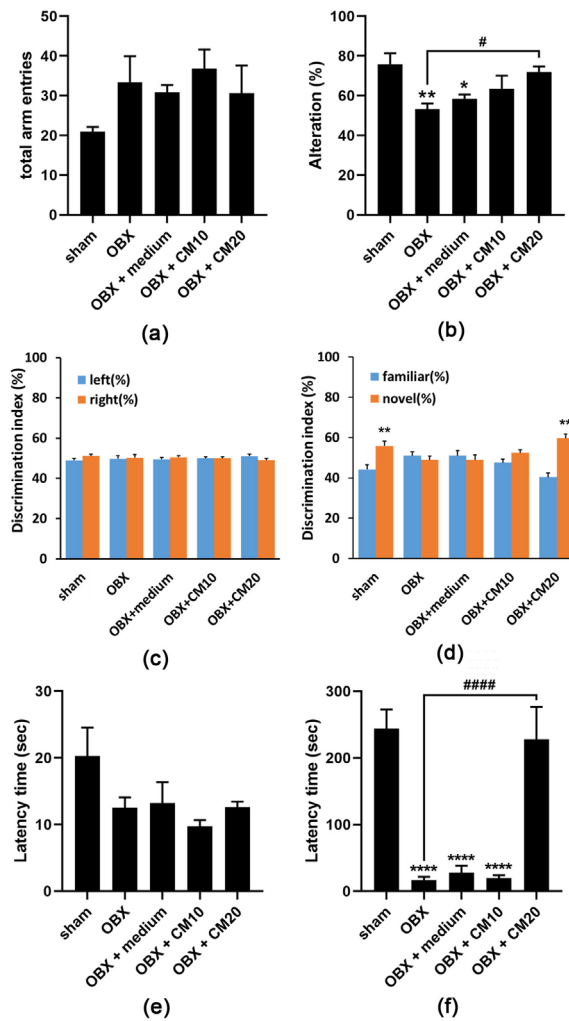 total arm entries
50
40
30
20
10
0
sham
OBX
OBX + medium
OBX + CM10
OBX + CM20
(a)
Alteration (%)
100
80
60
40
20
0
**
*
#
sham
OBX
OBX + medium
OBX + CM10
OBX + CM20
(b)
Discrimination index (%)
100
80
60
40
20
0
left(%)
right(%)
sham
OBX
OBX+medium
OBX+CM10
OBX+CM20
(c)
Discrimination index (%)
100
80
60
40
20
0
familiar(%)
novel(%)
**
**
sham
OBX
OBX+medium
OBX+CM10
OBX+CM20
(d)
Latency time (sec)
30
20
10
0
sham
OBX
OBX + medium
OBX + CM10
OBX + CM20
(e)
Latency time (sec)
300
200
100
0
####
****
****
****
sham
OBX
OBX + medium
OBX + CM10
OBX + CM20
(f)